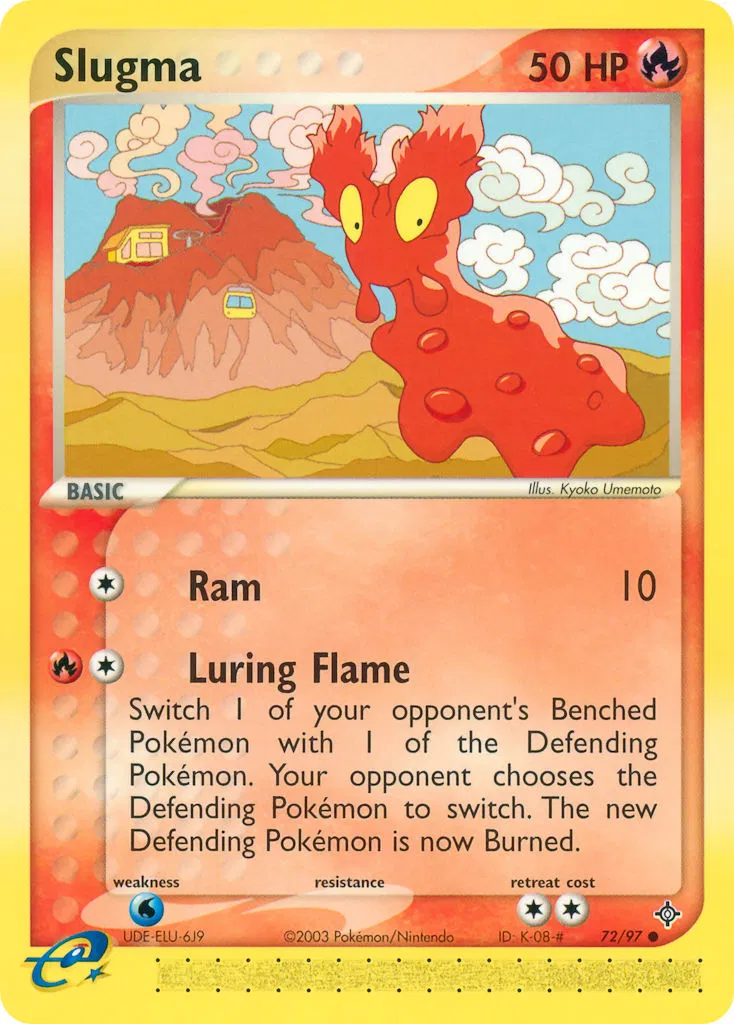 Slugma 50 HP
BASIC
Illus. Kyoko Umemoto
Ram 10
Luring Flame
Switch 1 of your opponent's Benched
Pokémon with 1 of the Defending
Pokémon. Your opponent chooses the
Defending Pokémon to switch. The new
Defending Pokémon is now Burned.
weakness resistance retreat cost
UDE-ELU-6J9 ©2003 Pokémon/Nintendo ID: K-08-# 72/97
e